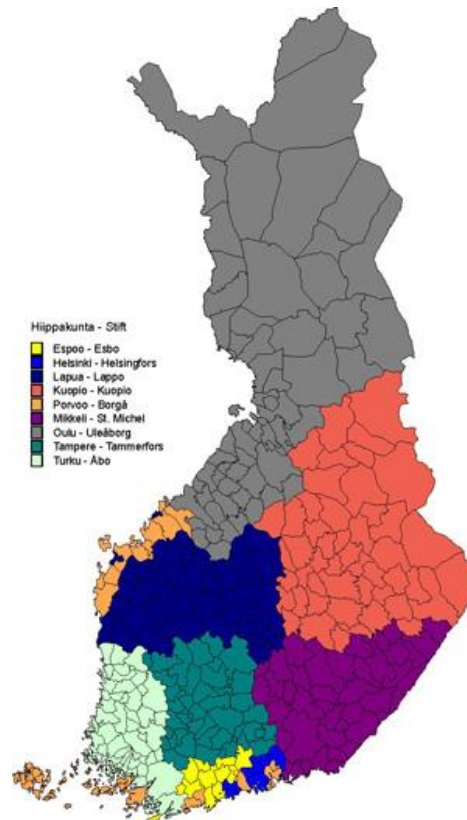 Hiippakunta - Stift
Espoo - Esbo
Helsinki - Helsingfors
Lapua - Lappo
Kuopio - Kuopio
Porvoo - Borgå
Mikkeli - St. Michel
Oulu - Uleåborg
Tampere - Tammerfors
Turku - Åbo